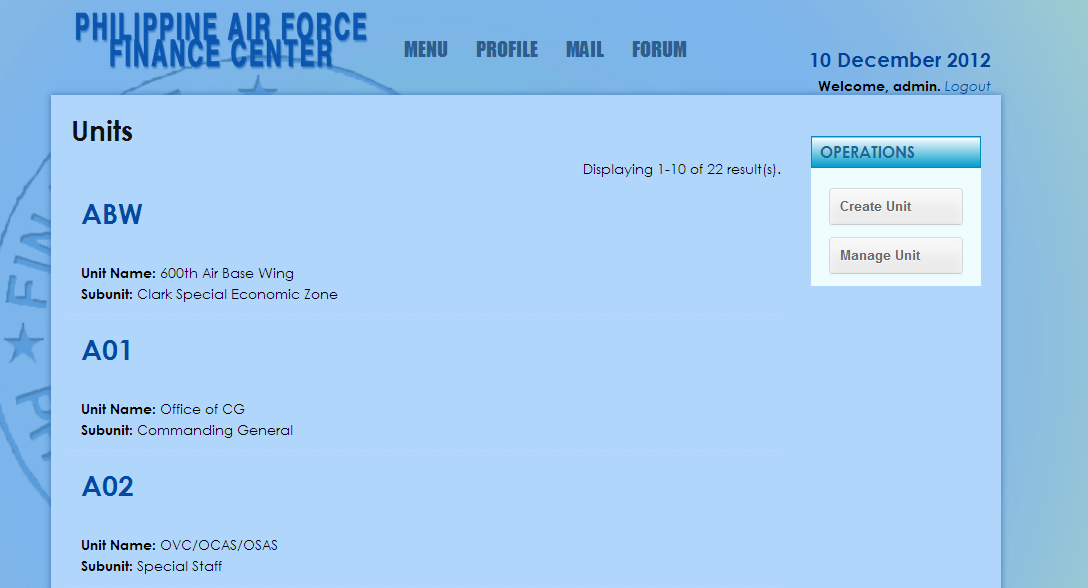 PHILIPPINE AIR FORCE
FINANCE CENTER
MENU PROFILE MAIL FORUM
10 December 2012
Welcome, admin. Logout
Units
Displaying 1-10 of 22 result(s).
OPERATIONS
Create Unit
Manage Unit
ABW
Unit Name: 600th Air Base Wing
Subunit: Clark Special Economic Zone
A01
Unit Name: Office of CG
Subunit: Commanding General
A02
Unit Name: OVC/OCAS/OSAS
Subunit: Special Staff
FIN